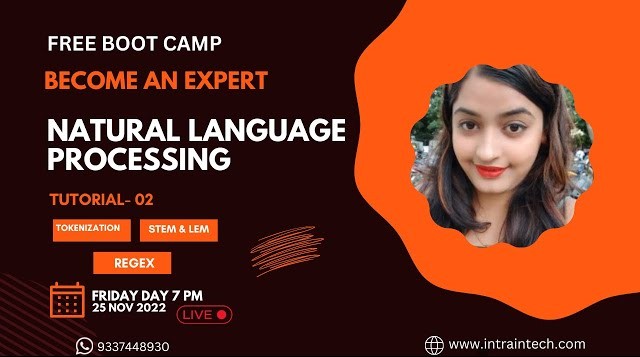 FREE BOOT CAMP
BECOME AN EXPERT
NATURAL LANGUAGE
PROCESSING
TUTORIAL- 02
TOKENIZATION
STEM & LEM
REGEX
FRIDAY DAY 7 PM
25 NOV 2022
LIVE
9337448930
www.intraintech.com